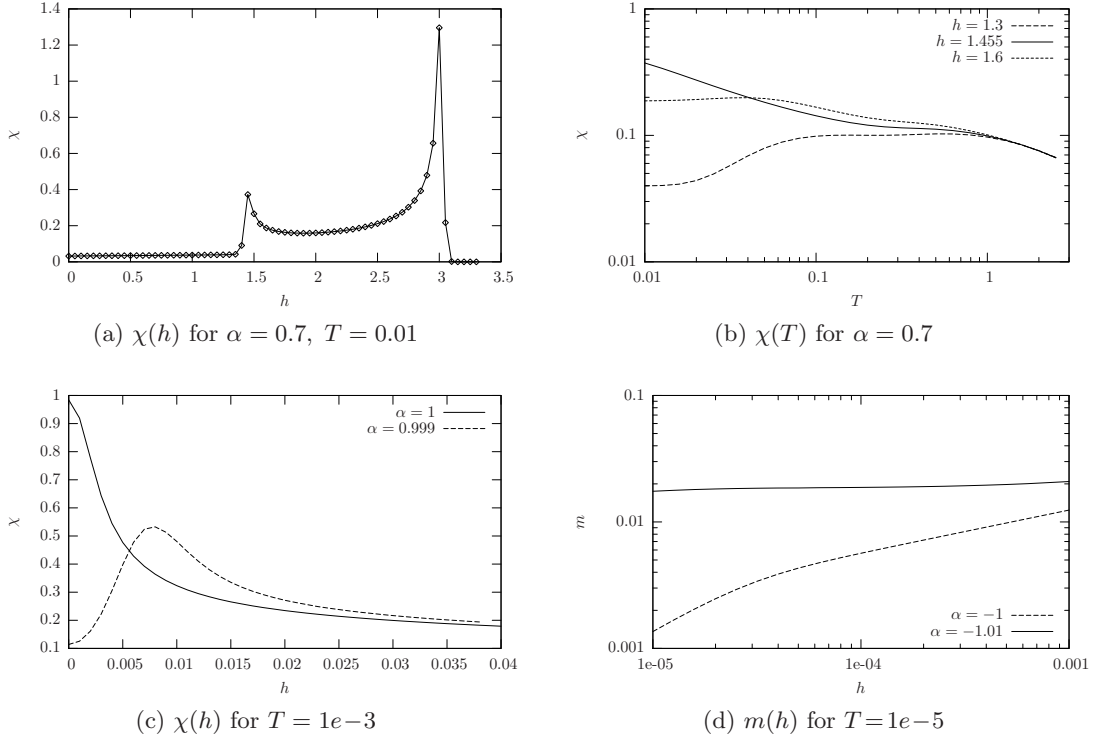 1.4
1.2
1
0.8
0.6
0.4
0.2
0
χ
0 0.5 1 1.5 2 2.5 3 3.5
h
(a) χ(h) for α = 0.7, T = 0.01
1
0.1
0.01
χ
h = 1.3
h = 1.455
h = 1.6
0.01 0.1 1
T
(b) χ(T) for α = 0.7
1
0.9
0.8
0.7
0.6
0.5
0.4
0.3
0.2
0.1
χ
α = 1
α = 0.999
0 0.005 0.01 0.015 0.02 0.025 0.03 0.035 0.04
h
(c) χ(h) for T = 1e−3
0.1
0.01
0.001
m
α = −1
α = −1.01
1e-05 1e-04 0.001
h
(d) m(h) for T = 1e−5